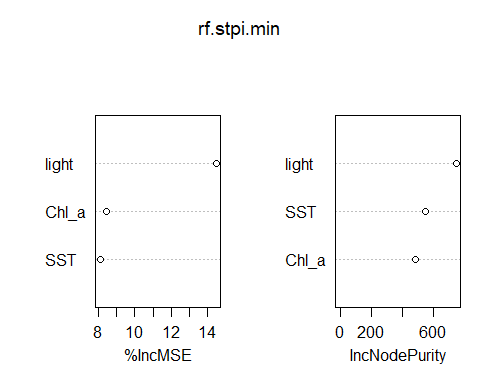 rf.stpi.min
light
Chl_a
SST
8 10 12 14
%IncMSE
light
SST
Chl_a
0 200 600
IncNodePurity